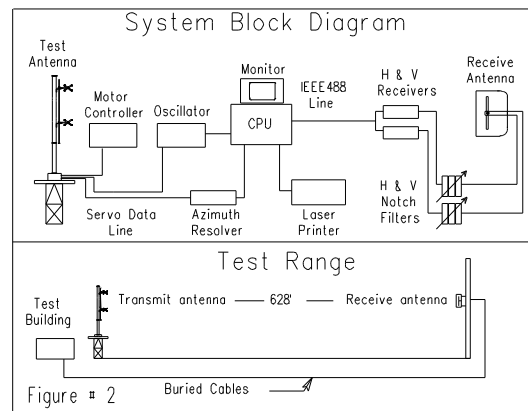 System Block Diagram
Test
Antenna
Motor
Controller
Oscillator
Monitor
CPU
IEEE488
Line
H & V
Receivers
Receive
Antenna
Servo Data
Line
Azimuth
Resolver
Laser
Printer
H & V
Notch
Filters
Test Range
Test
Building
Transmit antenna — 628' — Receive antenna
Buried Cables
Figure # 2